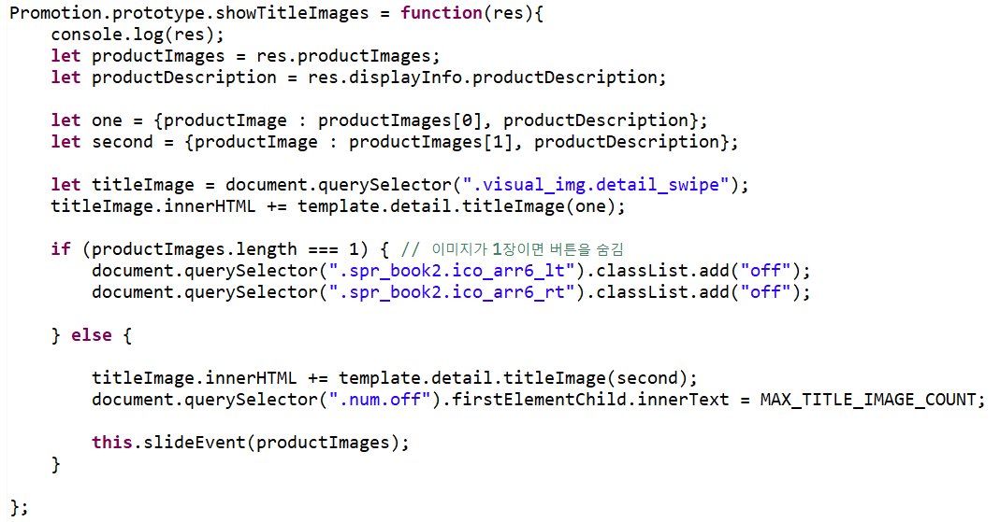 Promotion.prototype.showTitleImages = function(res){
    console.log(res);
    let productImages = res.productImages;
    let productDescription = res.displayInfo.productDescription;

    let one = {productImage : productImages[0], productDescription};
    let second = {productImage : productImages[1], productDescription};

    let titleImage = document.querySelector(".visual_img.detail_swipe");
    titleImage.innerHTML += template.detail.titleImage(one);

    if (productImages.length === 1) { // 이미지가 1장이면 버튼을 숨김
        document.querySelector(".spr_book2.ico_arr6_lt").classList.add("off");
        document.querySelector(".spr_book2.ico_arr6_rt").classList.add("off");

    } else {

        titleImage.innerHTML += template.detail.titleImage(second);
        document.querySelector(".num.off").firstElementChild.innerText = MAX_TITLE_IMAGE_COUNT;

        this.slideEvent(productImages);
    }

};